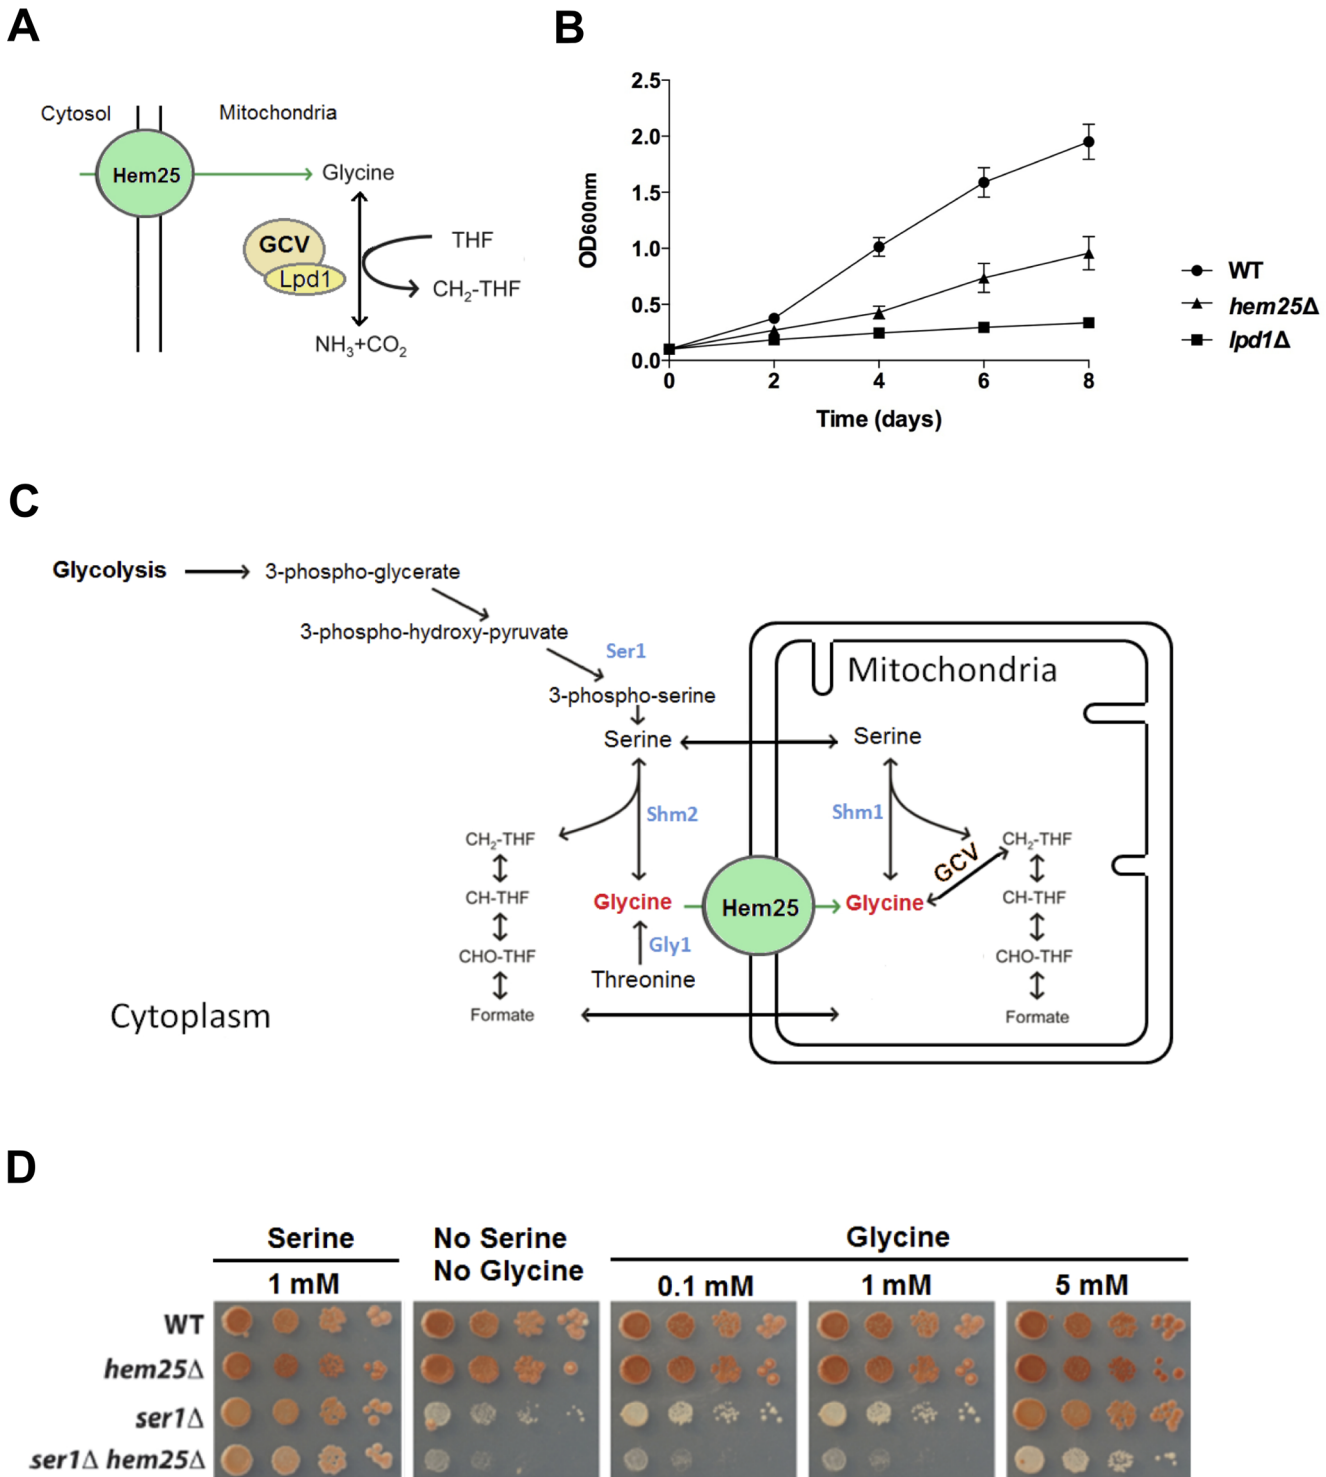 A
Cytosol
Mitochondria
Hem25
Glycine
GCV
Lpd1
THF
CH2-THF
NH3+CO2
B
2.5
2.0
1.5
1.0
0.5
0.0
OD600nm
0 2 4 6 8
Time (days)
WT
hem25Δ
lpd1Δ
C
Glycolysis
3-phospho-glycerate
3-phospho-hydroxy-pyruvate
Ser1
3-phospho-serine
Mitochondria
Serine
Serine
Shm2
Shm1
CH2-THF
CH2-THF
GCV
CH-THF
Glycine
Hem25
Glycine
CH-THF
Gly1
CHO-THF
CHO-THF
Threonine
Cytoplasm
Formate
Formate
D
Serine
No Serine
No Glycine
Glycine
1 mM
0.1 mM
1 mM
5 mM
WT
hem25Δ
ser1Δ
ser1Δ hem25Δ